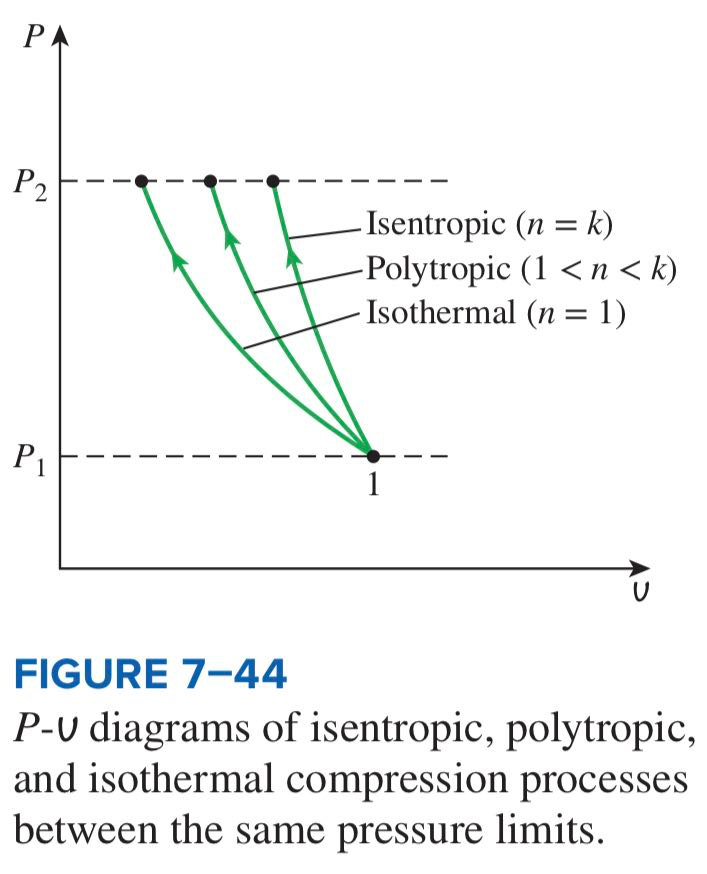 P
P2
Isentropic (n = k)
Polytropic (1 < n < k)
Isothermal (n = 1)
P1
1
υ
FIGURE 7–44
P-υ diagrams of isentropic, polytropic,
and isothermal compression processes
between the same pressure limits.